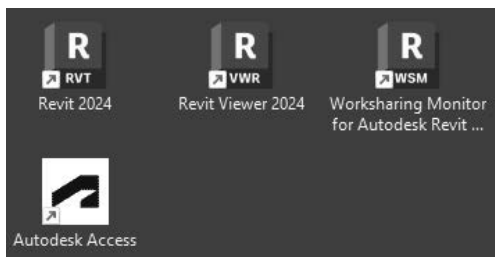 R
RVT
Revit 2024
R
VWR
Revit Viewer 2024
R
WSM
Worksharing Monitor
for Autodesk Revit ...
Autodesk Access